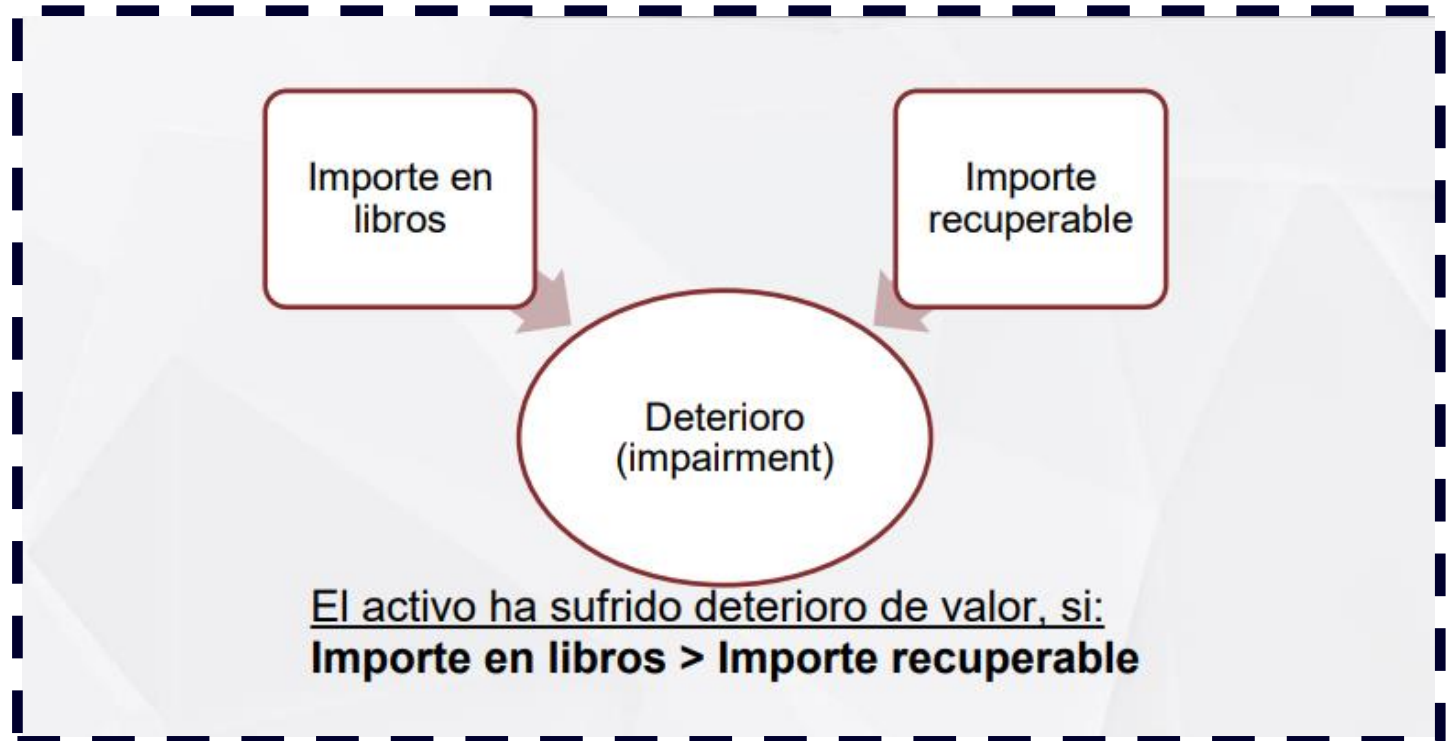 Importe en
libros
Importe
recuperable
Deterioro
(impairment)
El activo ha sufrido deterioro de valor, si:
Importe en libros > Importe recuperable